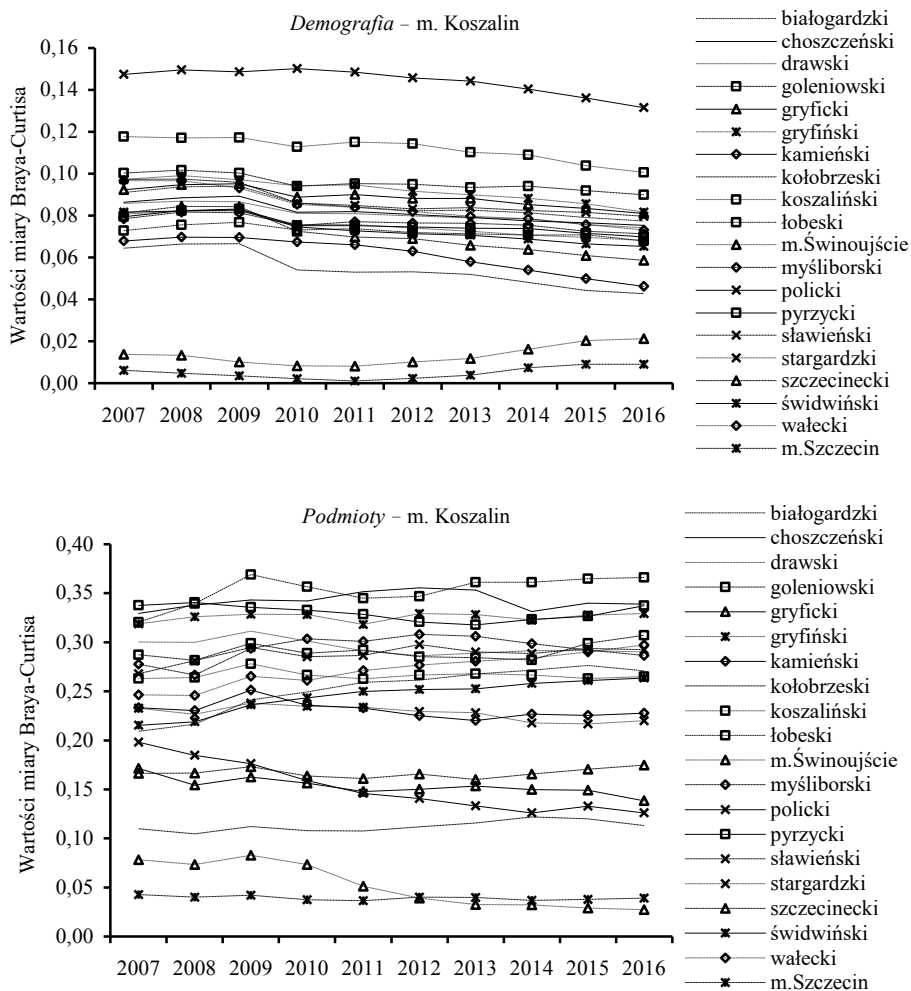 Demografia – m. Koszalin
Wartości miary Braya-Curtisa
0,16
0,14
0,12
0,10
0,08
0,06
0,04
0,02
0,00
2007 2008 2009 2010 2011 2012 2013 2014 2015 2016
białogardzki
choszczeński
drawski
goleniowski
gryficki
gryfiński
kamieński
kołobrzeski
koszaliński
łobeski
m.Świnoujście
myśliborski
policki
pyrzycki
sławieński
stargardzki
szczecinecki
świdwiński
wałecki
m.Szczecin
Podmioty – m. Koszalin
Wartości miary Braya-Curtisa
0,40
0,35
0,30
0,25
0,20
0,15
0,10
0,05
0,00
2007 2008 2009 2010 2011 2012 2013 2014 2015 2016
białogardzki
choszczeński
drawski
goleniowski
gryficki
gryfiński
kamieński
kołobrzeski
koszaliński
łobeski
m.Świnoujście
myśliborski
policki
pyrzycki
sławieński
stargardzki
szczecinecki
świdwiński
wałecki
m.Szczecin